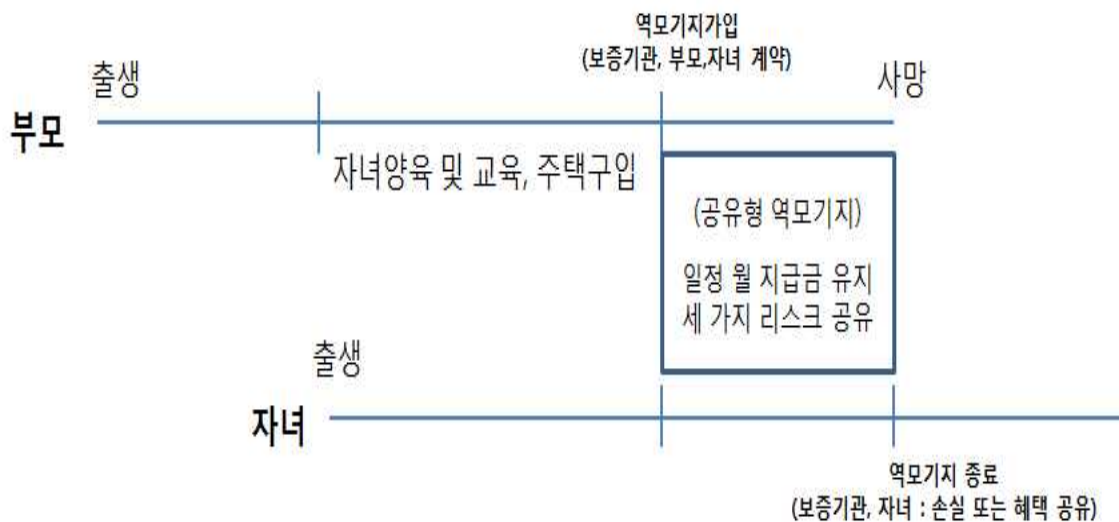 역모기지가입
(보증기관, 부모,자녀 계약)
출생
사망
부모
자녀양육 및 교육, 주택구입
(공유형 역모기지)
일정 월 지급금 유지
세 가지 리스크 공유
출생
자녀
역모기지 종료
(보증기관, 자녀 : 손실 또는 혜택 공유)